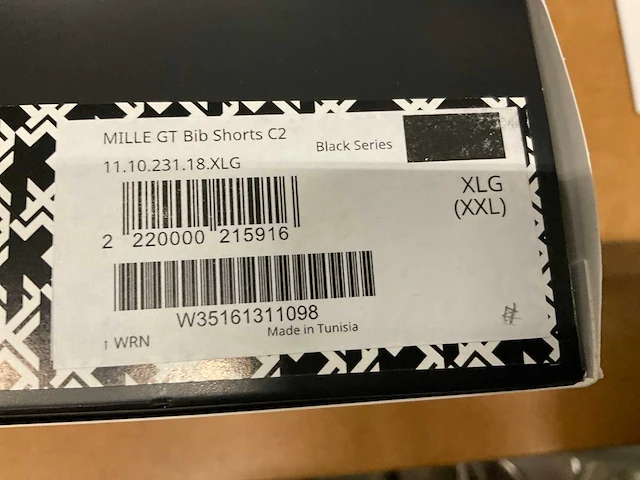 MILLE GT Bib Shorts C2
Black Series
11.10.231.18.XLG
XLG
(XXL)
2 220000 215916
W35161311098
Made in Tunisia
↑ WRN